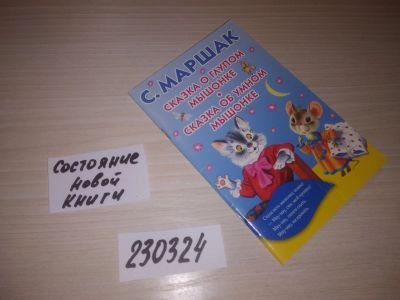 С. МАРШАК
СКАЗКА О ГЛУПОМ
МЫШОНКЕ
СКАЗКА ОБ УМНОМ
МЫШОНКЕ
состояние
новой
книги
230324